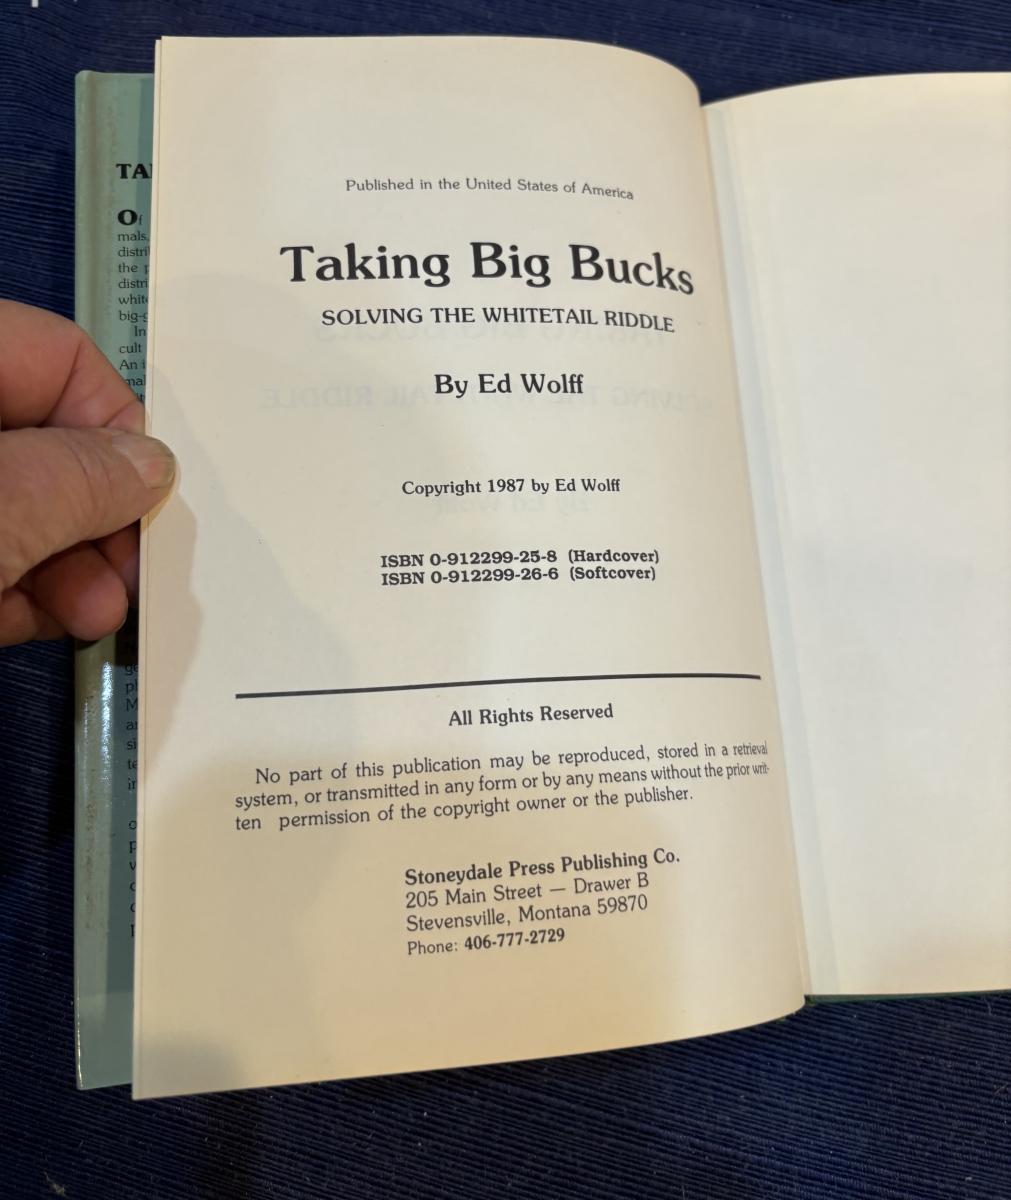 Published in the United States of America
Taking Big Bucks
SOLVING THE WHITETAIL RIDDLE
By Ed Wolff
Copyright 1987 by Ed Wolff
ISBN 0-912299-25-8 (Hardcover)
ISBN 0-912299-26-6 (Softcover)
All Rights Reserved
No part of this publication may be reproduced, stored in a retrieval
system, or transmitted in any form or by any means without the prior writ-
ten permission of the copyright owner or the publisher.
Stoneydale Press Publishing Co.
205 Main Street — Drawer B
Stevensville, Montana 59870
Phone: 406-777-2729